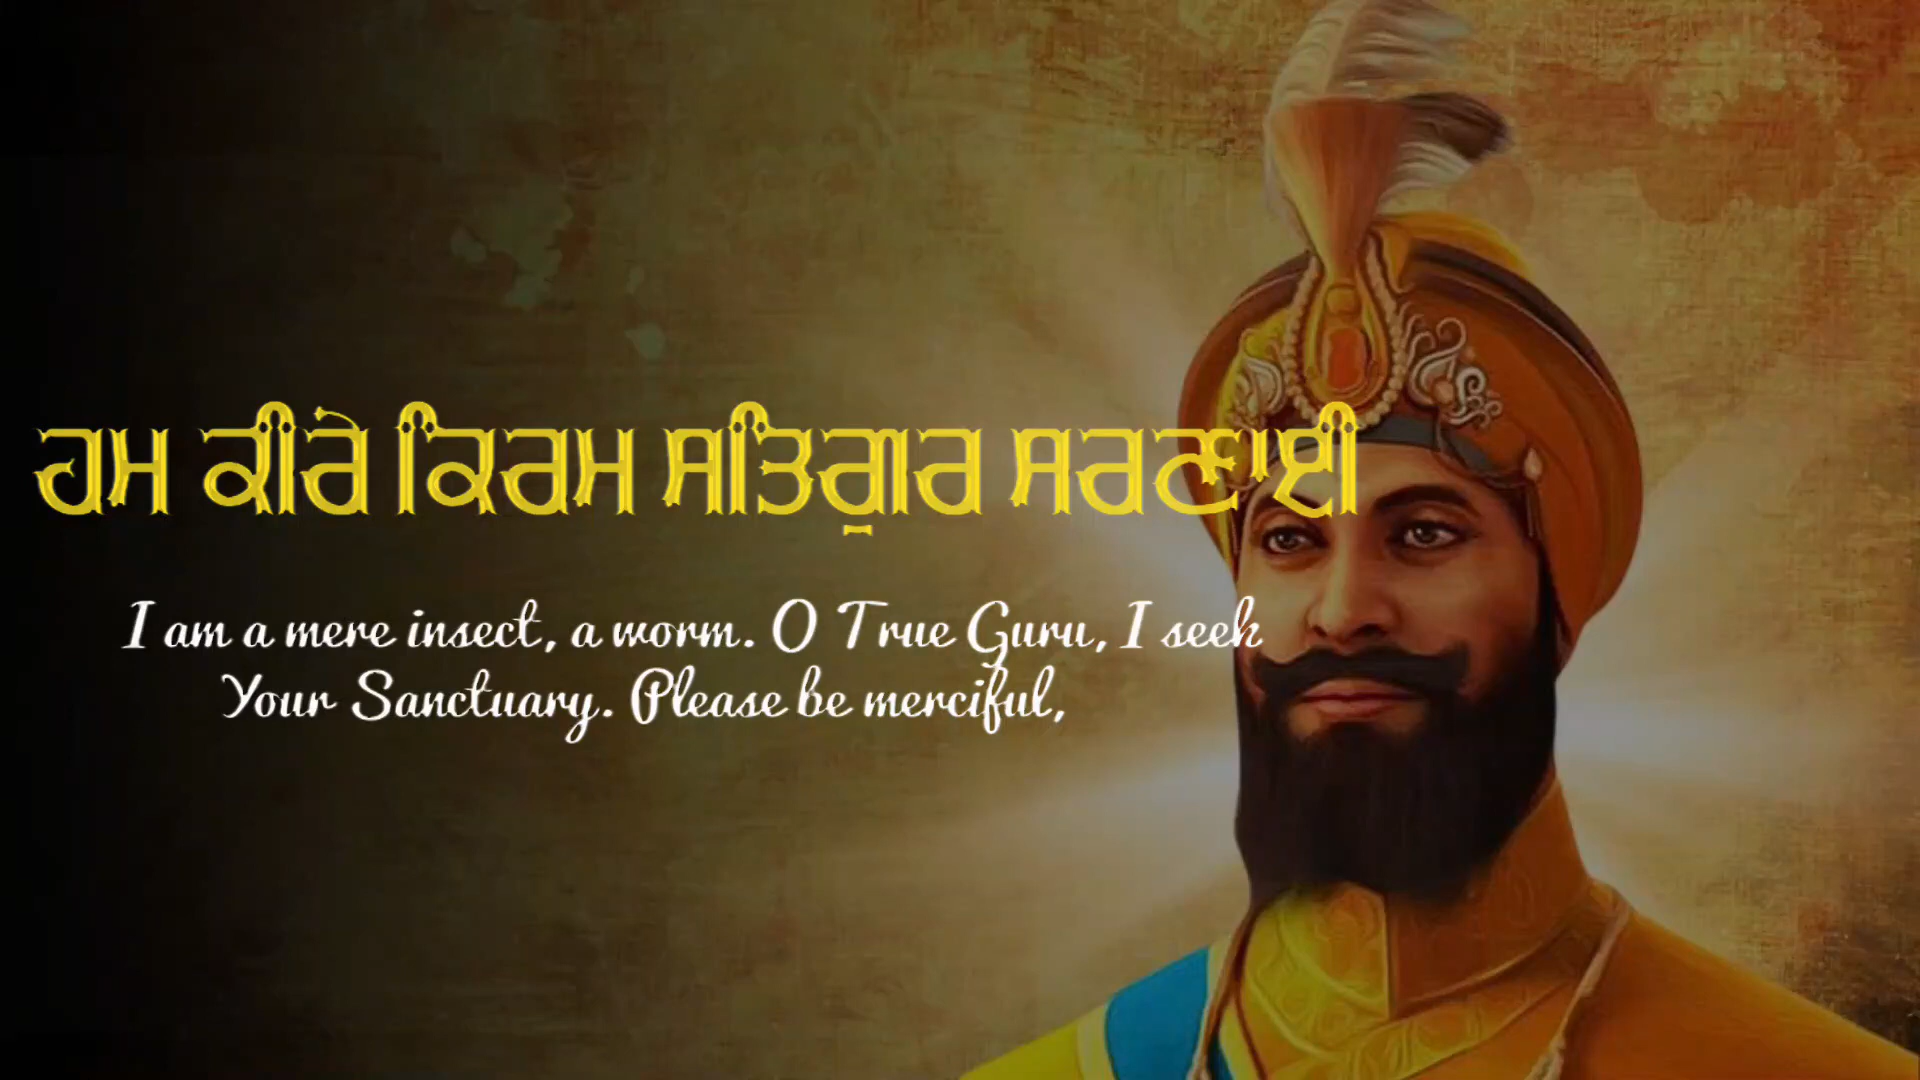 ਹਮ ਕੀਰੇ ਕਿਰਮ ਸਤਿਗੁਰ ਸਰਣਾਈ
I am a mere insect, a worm. O True Guru, I seek
Your Sanctuary. Please be merciful,